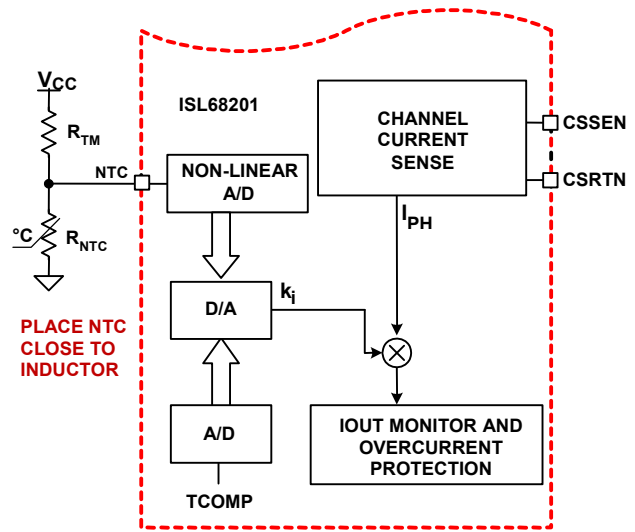 VCC
RTM
NTC
°C
RNTC
PLACE NTC
CLOSE TO
INDUCTOR
ISL68201
NON-LINEAR
A/D
D/A
ki
A/D
TCOMP
CHANNEL
CURRENT
SENSE
CSSEN
CSRTN
IPH
IOUT MONITOR AND
OVERCURRENT
PROTECTION